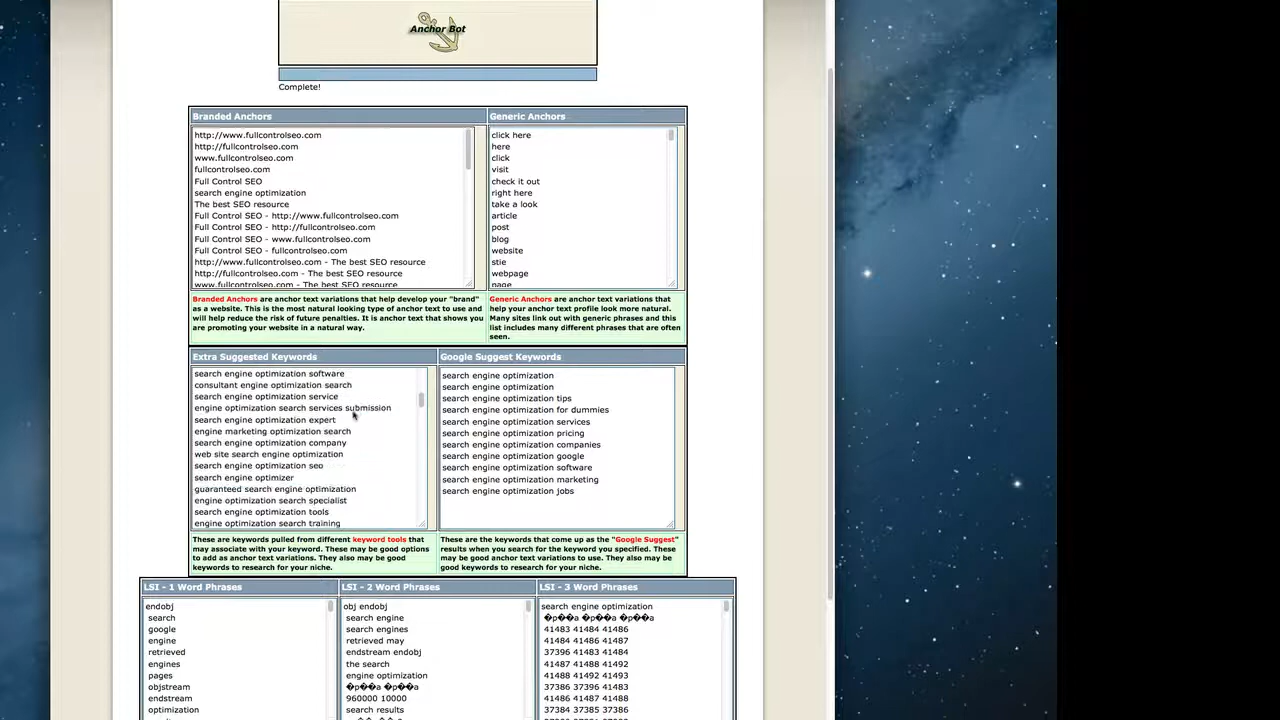 Anchor Bot
Complete!
Branded Anchors
http://www.fullcontrolseo.com
http://fullcontrolseo.com
www.fullcontrolseo.com
fullcontrolseo.com
Full Control SEO
search engine optimization
The best SEO resource
Full Control SEO - http://www.fullcontrolseo.com
Full Control SEO - http://fullcontrolseo.com
Full Control SEO - www.fullcontrolseo.com
Full Control SEO - fullcontrolseo.com
http://www.fullcontrolseo.com - The best SEO resource
http://fullcontrolseo.com - The best SEO resource
www.fullcontrolseo.com - The best SEO resource
Branded Anchors are anchor text variations that help develop your "brand"
as a website. This is the most natural looking type of anchor text to use and
will help reduce the risk of future penalties. It is anchor text that shows you
are promoting your website in a natural way.
Generic Anchors
click here
here
click
visit
check it out
right here
take a look
article
post
blog
website
stie
webpage
page
Generic Anchors are anchor text variations that
help your anchor text profile look more natural.
Many sites link out with generic phrases and this
list includes many different phrases that are often
seen.
Extra Suggested Keywords
search engine optimization software
consultant engine optimization search
search engine optimization service
engine optimization search services submission
search engine optimization expert
engine marketing optimization search
search engine optimization company
web site search engine optimization
search engine optimization seo
search engine optimizer
guaranteed search engine optimization
engine optimization search specialist
search engine optimization tools
engine optimization search training
These are keywords pulled from different keyword tools that
may associate with your keyword. These may be good options
to add as anchor text variations. They also may be good
keywords to research for your niche.
Google Suggest Keywords
search engine optimization
search engine optimization
search engine optimization tips
search engine optimization for dummies
search engine optimization services
search engine optimization pricing
search engine optimization companies
search engine optimization google
search engine optimization software
search engine optimization marketing
search engine optimization jobs
These are the keywords that come up as the "Google Suggest"
results when you search for the keyword you specified. These
may be good anchor text variations to use. They also may be
good keywords to research for your niche.
LSI - 1 Word Phrases
endobj
search
google
engine
retrieved
engines
pages
objstream
endstream
optimization
LSI - 2 Word Phrases
obj endobj
search engine
search engines
retrieved may
endstream endobj
the search
engine optimization
�p��a �p��a
960000 10000
search results
LSI - 3 Word Phrases
search engine optimization
�p��a �p��a �p��a
41483 41484 41486
41484 41486 41487
37396 41483 41484
41487 41488 41492
41488 41492 41493
37386 37396 41483
41486 41487 41488
37384 37385 37386